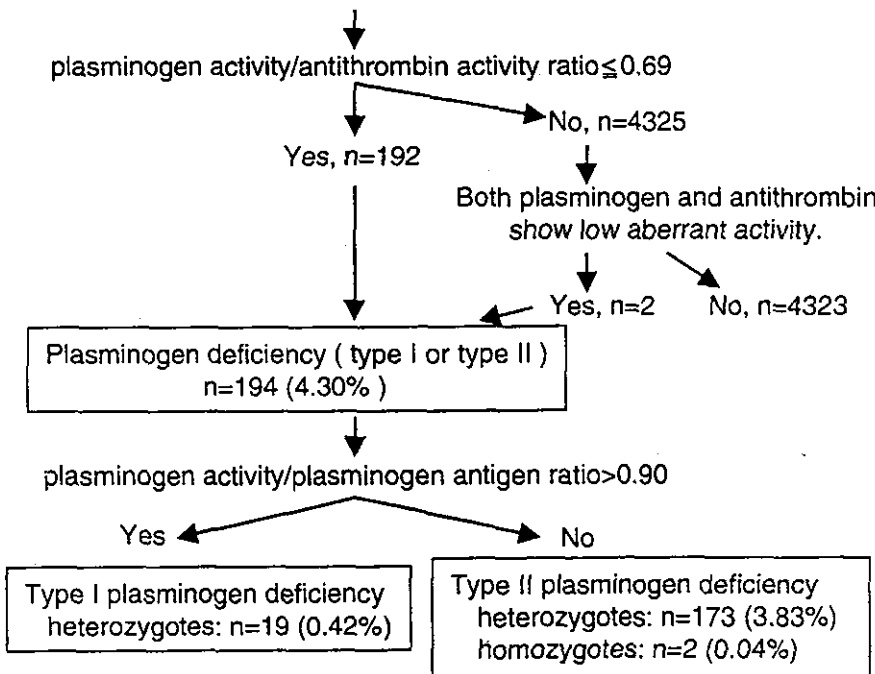 plasminogen activity/antithrombin activity ratio≦0.69
No, n=4325
Yes, n=192
Both plasminogen and antithrombin
show low aberrant activity.
Yes, n=2
No, n=4323
Plasminogen deficiency ( type I or type II )
n=194 (4.30% )
plasminogen activity/plasminogen antigen ratio>0.90
Yes
No
Type I plasminogen deficiency
heterozygotes: n=19 (0.42%)
Type II plasminogen deficiency
heterozygotes: n=173 (3.83%)
homozygotes: n=2 (0.04%)